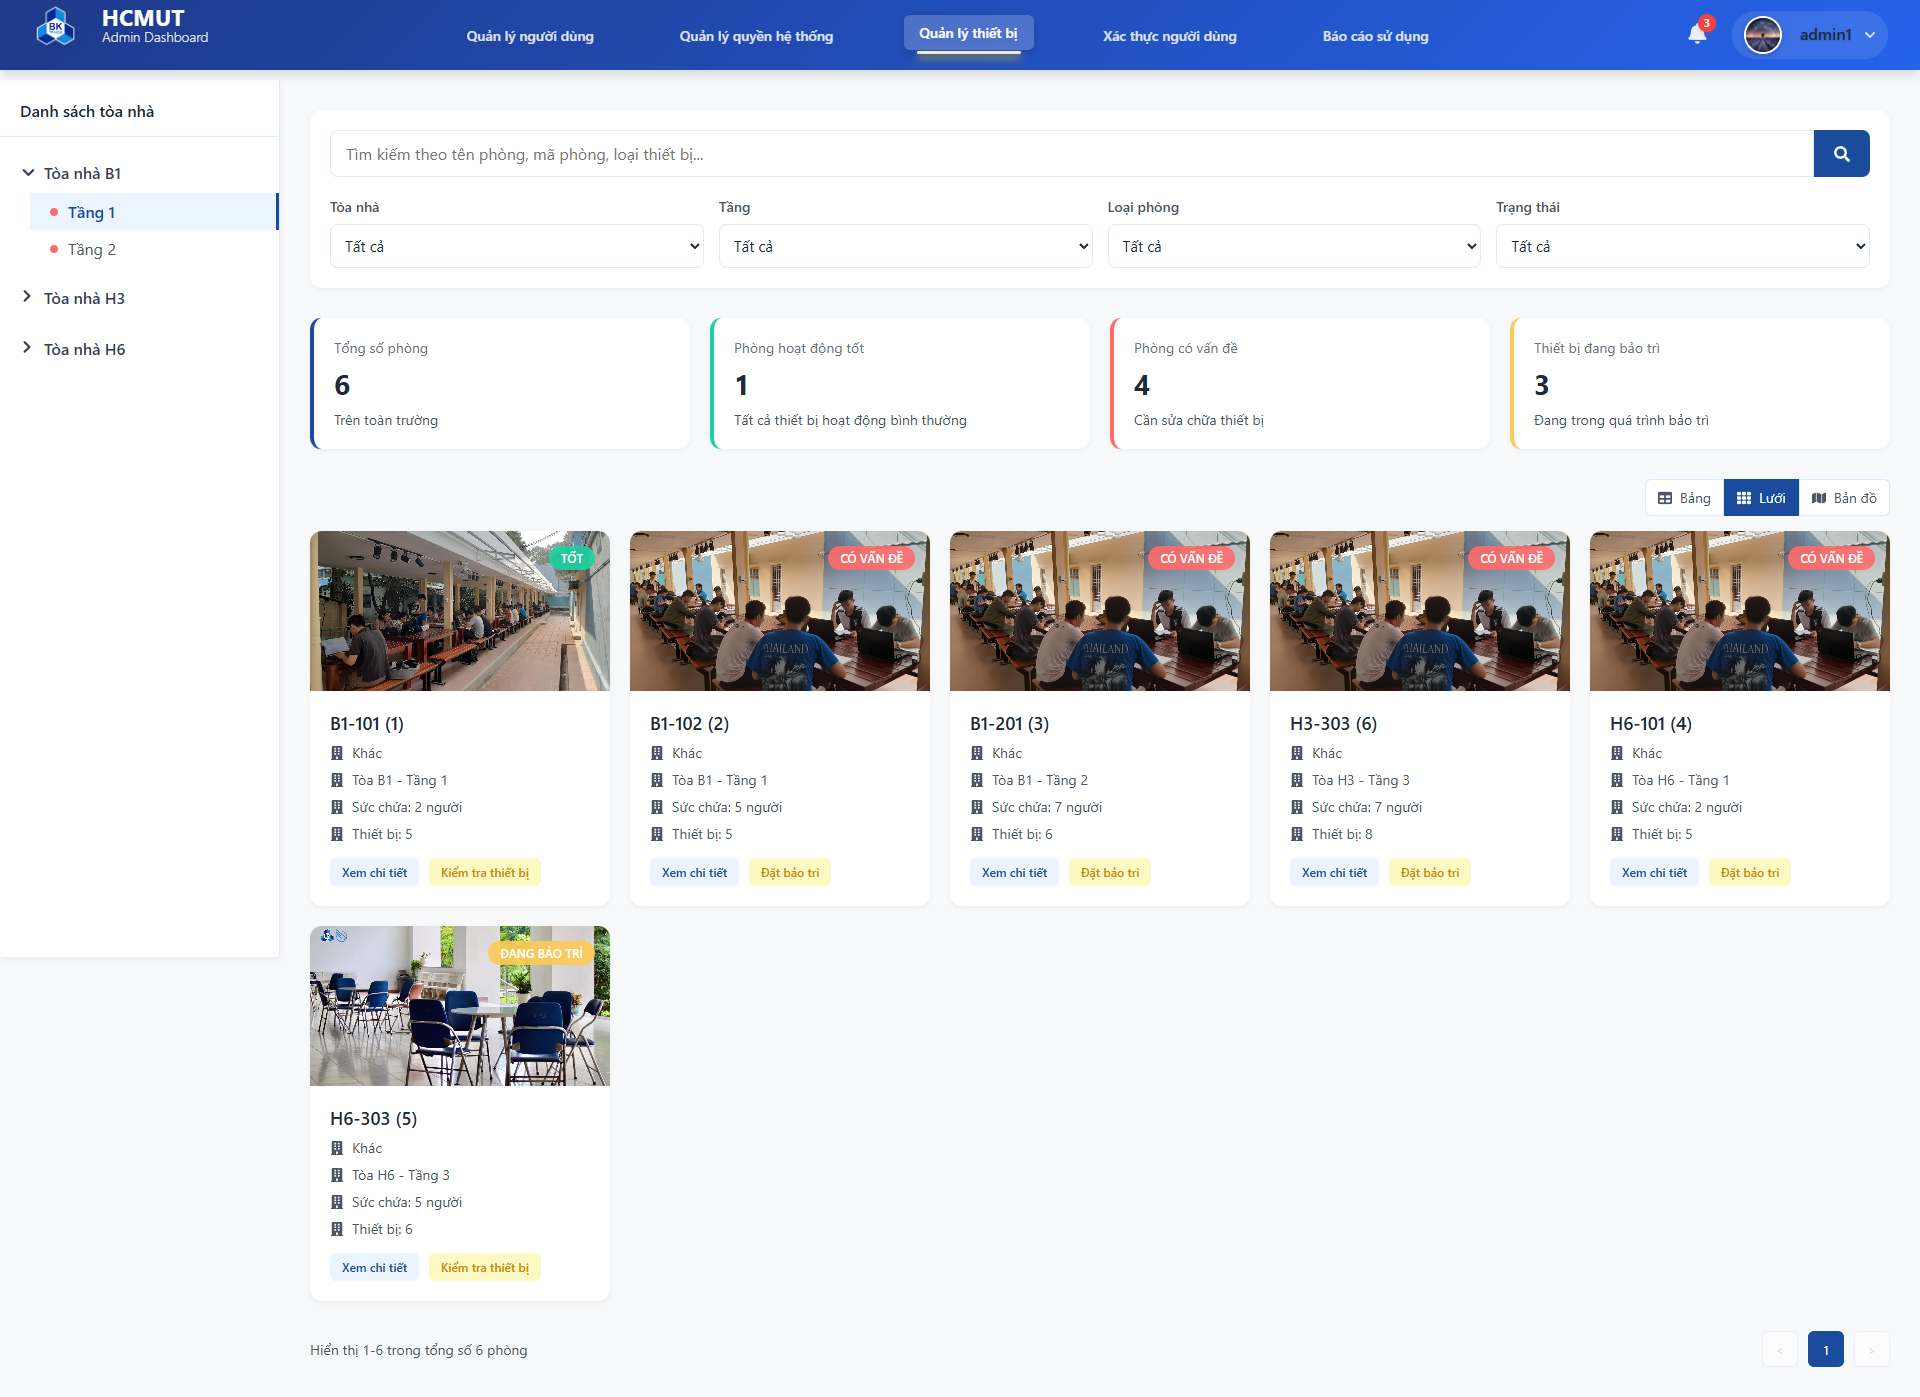 HCMUT
Admin Dashboard
Quản lý người dùng
Quản lý quyền hệ thống
Quản lý thiết bị
Xác thực người dùng
Báo cáo sử dụng
3
admin1
Danh sách tòa nhà
Tòa nhà B1
Tầng 1
Tầng 2
Tòa nhà H3
Tòa nhà H6
Tìm kiếm theo tên phòng, mã phòng, loại thiết bị...
Tòa nhà
Tầng
Loại phòng
Trạng thái
Tất cả
Tất cả
Tất cả
Tất cả
Tổng số phòng
6
Trên toàn trường
Phòng hoạt động tốt
1
Tất cả thiết bị hoạt động bình thường
Phòng có vấn đề
4
Cần sửa chữa thiết bị
Thiết bị đang bảo trì
3
Đang trong quá trình bảo trì
Bảng
Lưới
Bản đồ
TỐT
B1-101 (1)
Khác
Tòa B1 - Tầng 1
Sức chứa: 2 người
Thiết bị: 5
Xem chi tiết
Kiểm tra thiết bị
CÓ VẤN ĐỀ
B1-102 (2)
Khác
Tòa B1 - Tầng 1
Sức chứa: 5 người
Thiết bị: 5
Xem chi tiết
Đặt bảo trì
CÓ VẤN ĐỀ
B1-201 (3)
Khác
Tòa B1 - Tầng 2
Sức chứa: 7 người
Thiết bị: 6
Xem chi tiết
Đặt bảo trì
CÓ VẤN ĐỀ
H3-303 (6)
Khác
Tòa H3 - Tầng 3
Sức chứa: 7 người
Thiết bị: 8
Xem chi tiết
Đặt bảo trì
CÓ VẤN ĐỀ
H6-101 (4)
Khác
Tòa H6 - Tầng 1
Sức chứa: 2 người
Thiết bị: 5
Xem chi tiết
Đặt bảo trì
ĐANG BẢO TRÌ
H6-303 (5)
Khác
Tòa H6 - Tầng 3
Sức chứa: 5 người
Thiết bị: 6
Xem chi tiết
Kiểm tra thiết bị
Hiển thị 1-6 trong tổng số 6 phòng
<
1
>